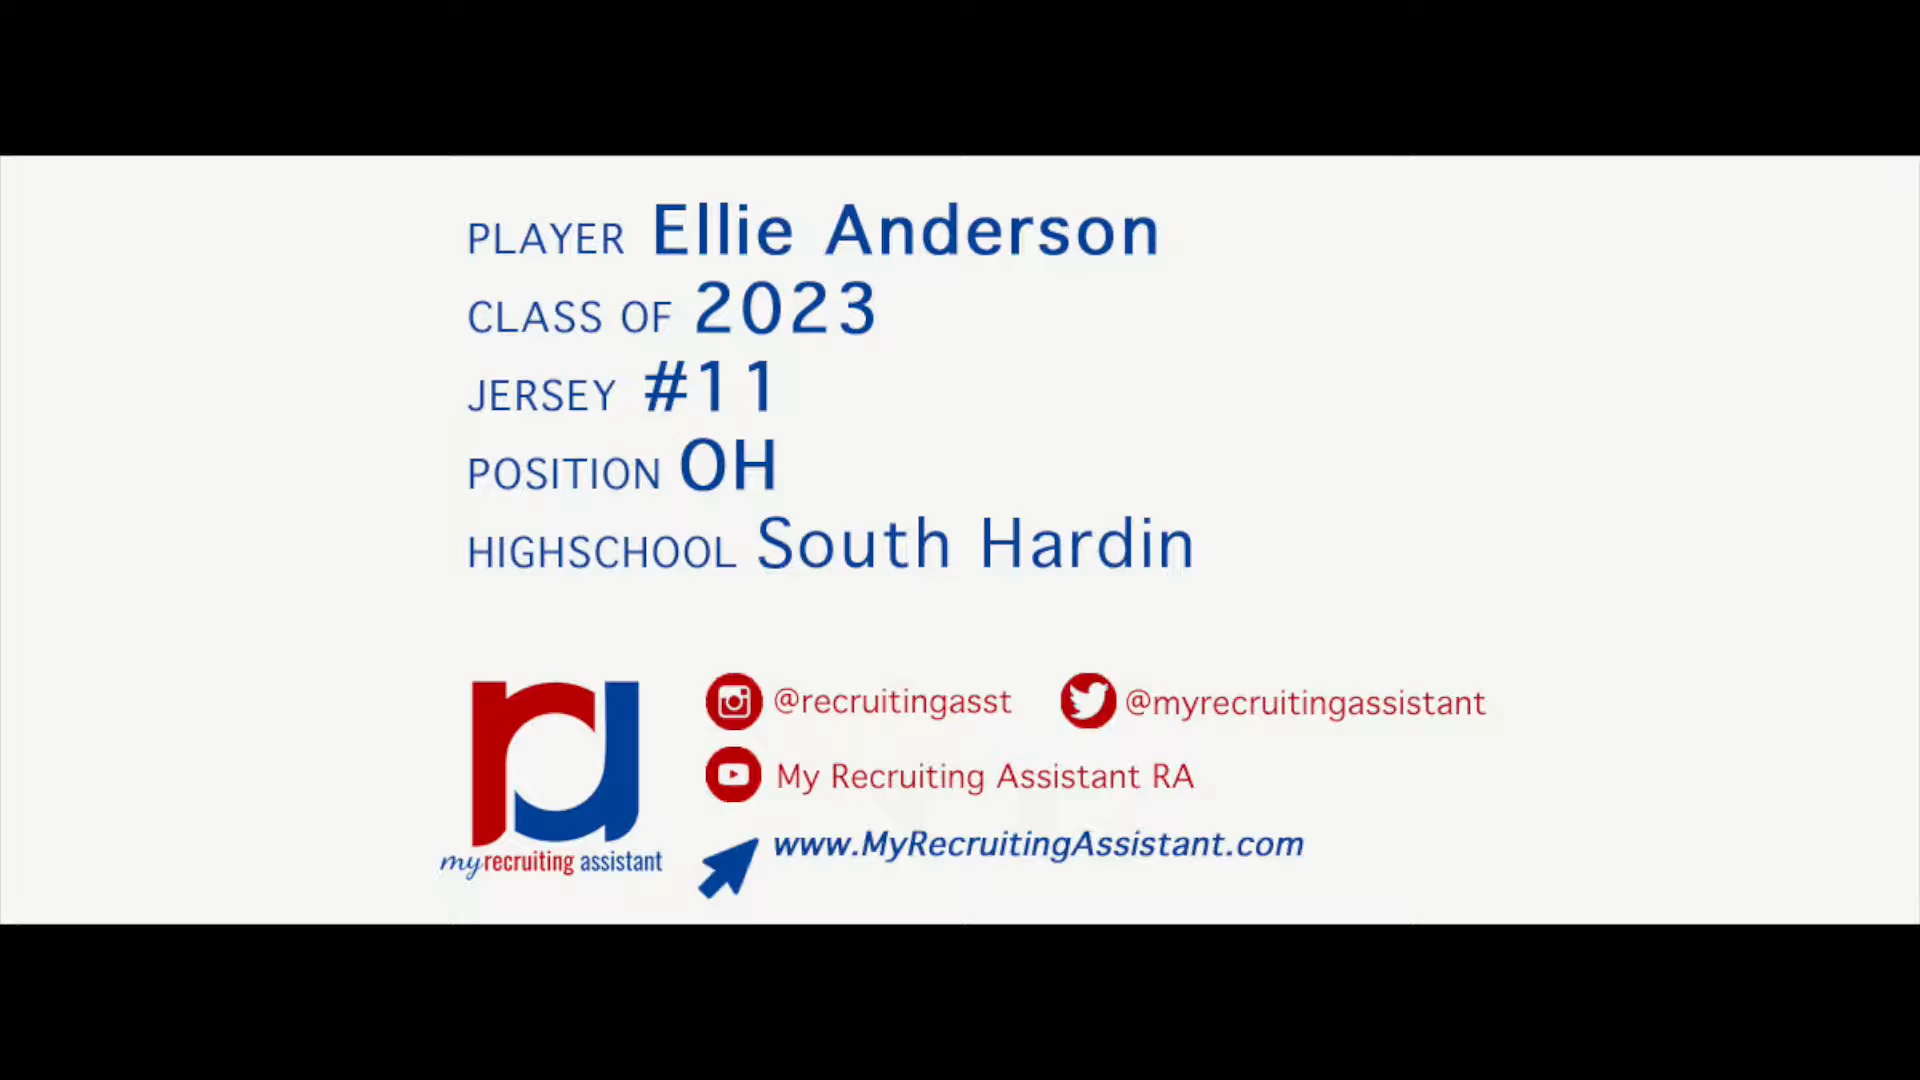 PLAYER Ellie Anderson
CLASS OF 2023
JERSEY #11
POSITION OH
HIGHSCHOOL South Hardin
@recruitingasst @myrecruitingassistant
My Recruiting Assistant RA
www.MyRecruitingAssistant.com
ra
my recruiting assistant